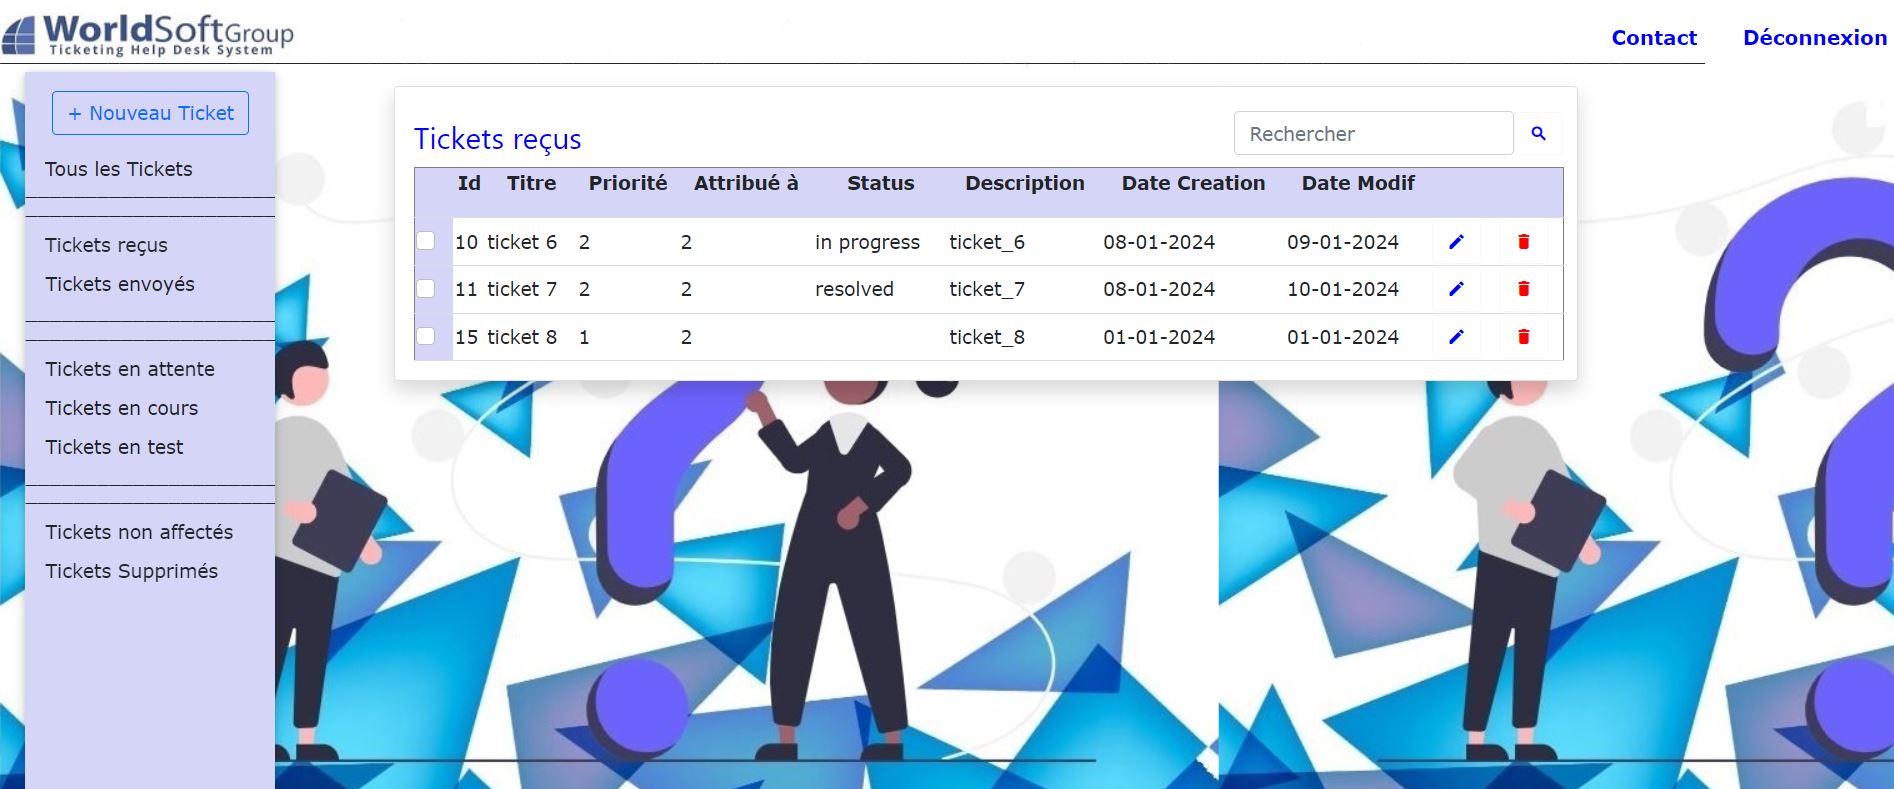 WorldSoftGroup
Ticketing Help Desk System
Contact Déconnexion
+ Nouveau Ticket
Tous les Tickets
Tickets reçus
Tickets envoyés
Tickets en attente
Tickets en cours
Tickets en test
Tickets non affectés
Tickets Supprimés
Tickets reçus
Rechercher
Id Titre Priorité Attribué à Status Description Date Creation Date Modif
10 ticket 6 2 2 in progress ticket_6 08-01-2024 09-01-2024
11 ticket 7 2 2 resolved ticket_7 08-01-2024 10-01-2024
15 ticket 8 1 2 ticket_8 01-01-2024 01-01-2024